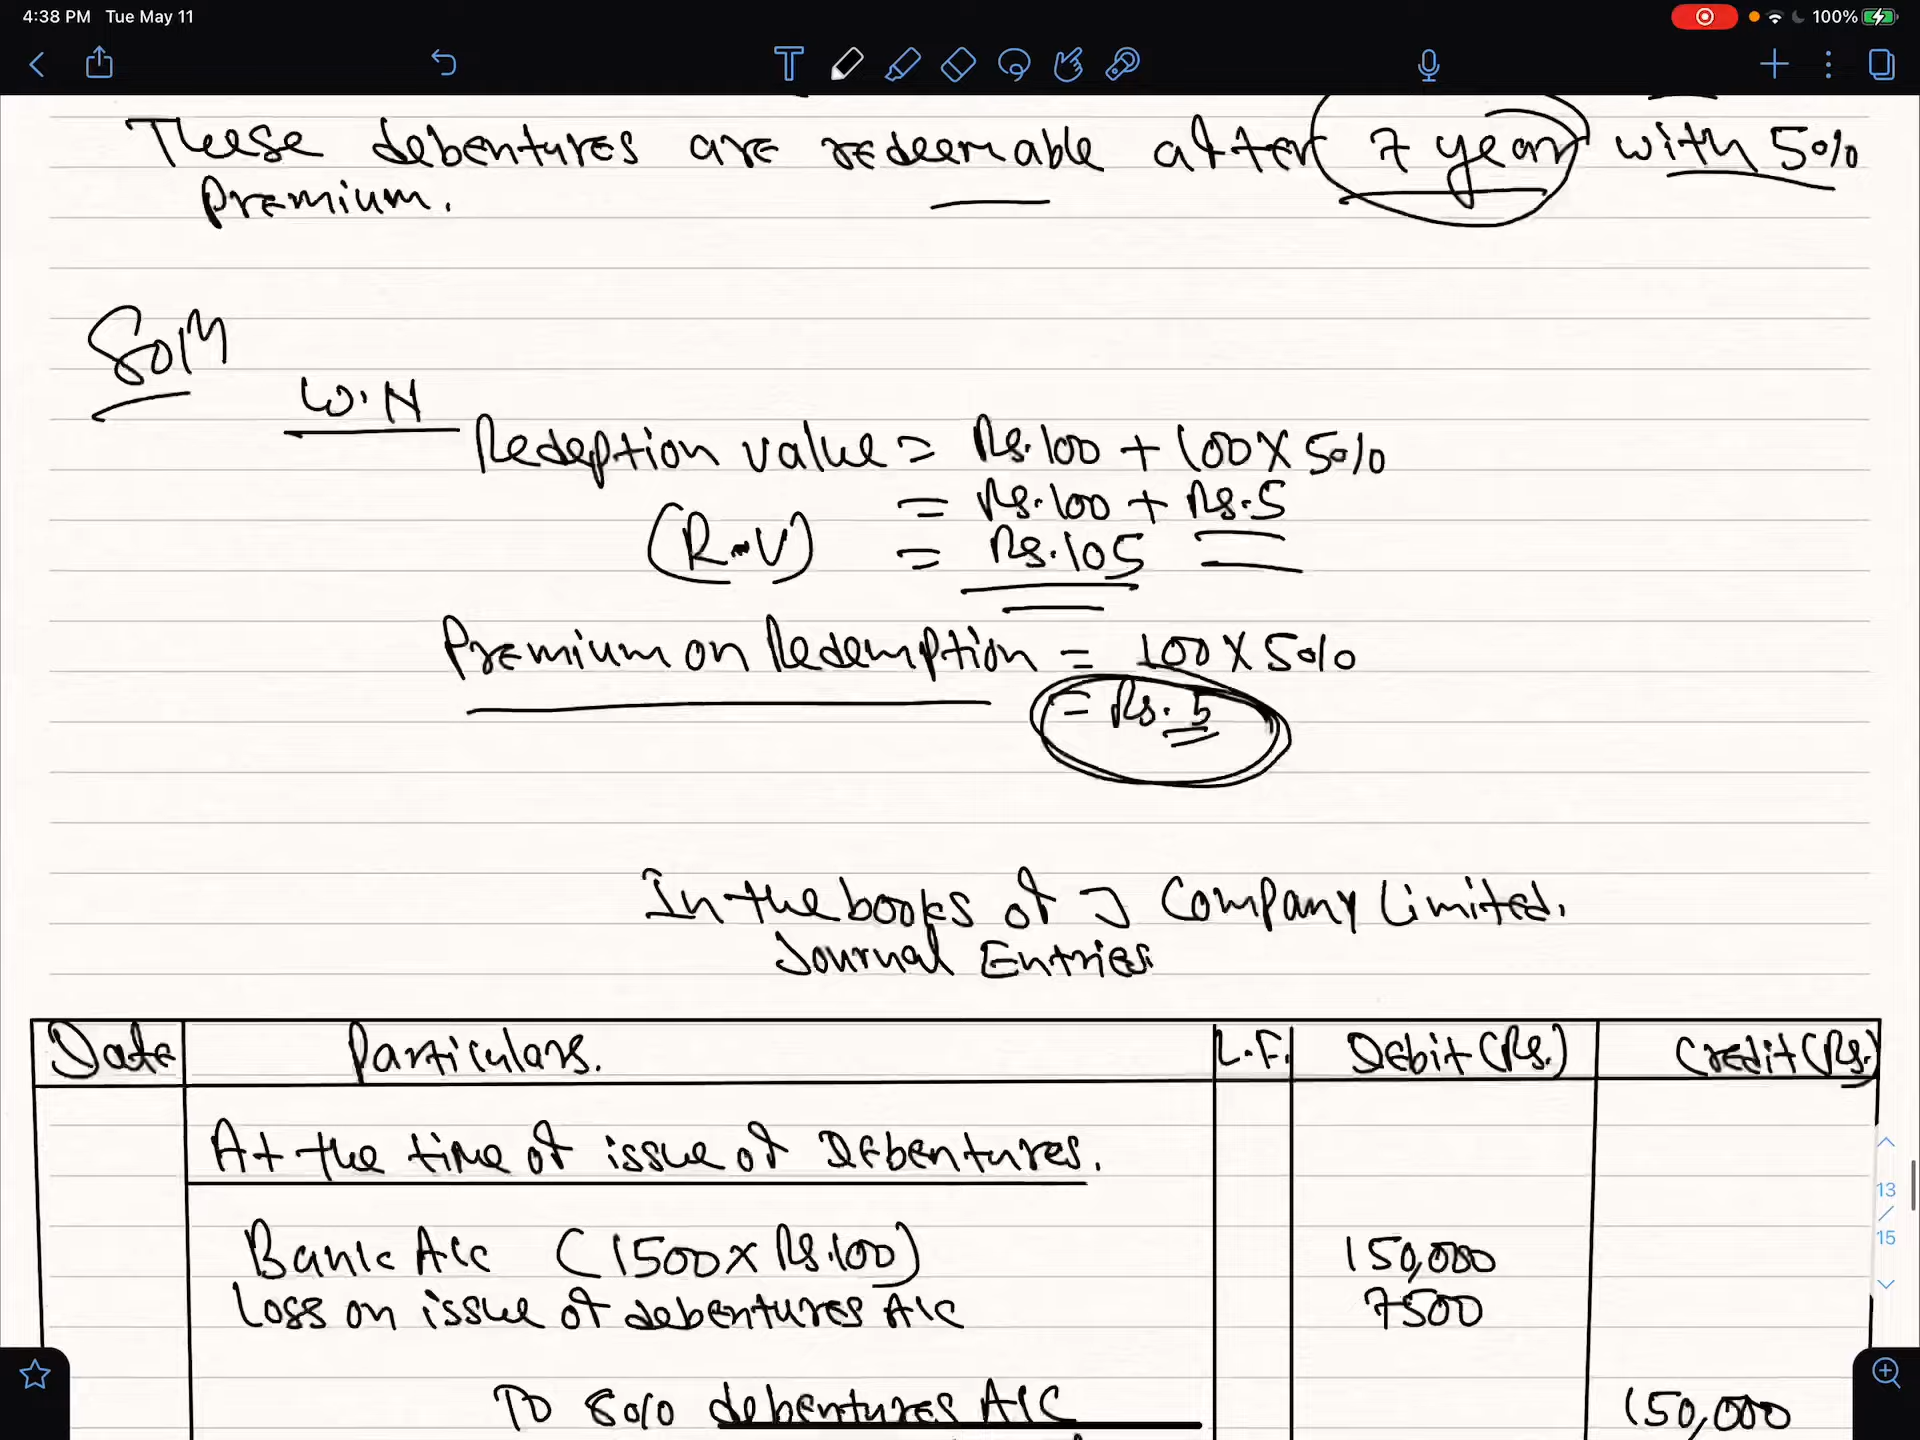 4:38 PM Tue May 11
100%
These debentures are redeemable after 7 year with 5%
premium.
Soln
W.N
Redeption value = Rs.100 + 100 X 5%
= Rs.100 + Rs.5
(R.V) = Rs.105
Premium on Redemption = 100 X 5%
= Rs. 5
In the books of J Company Limited.
Journal Entries
Date Particulars. L.F. Debit (Rs.) Credit (Rs.)
At the time of issue of Debentures.
Bank A/c (1500 x Rs.100) 150,000
Loss on issue of debentures A/c 7500
To 8% debentures A/C 150,000
13
/
15